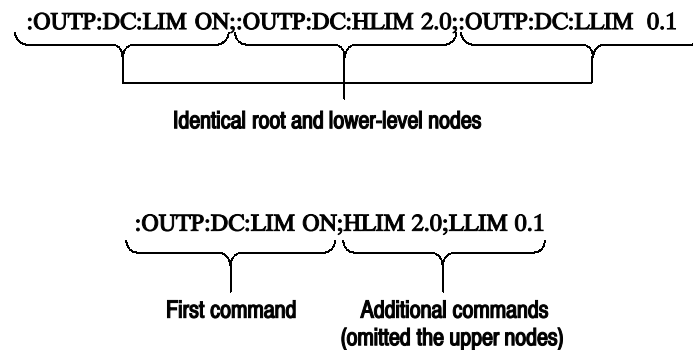 :OUTP:DC:LIM ON;:OUTP:DC:HLIM 2.0;:OUTP:DC:LLIM 0.1
Identical root and lower-level nodes
:OUTP:DC:LIM ON;HLIM 2.0;LLIM 0.1
First command
Additional commands
(omitted the upper nodes)